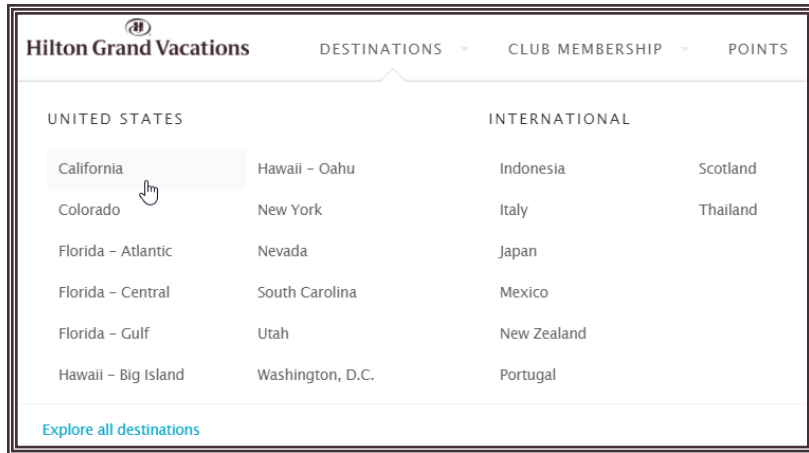 Hilton Grand Vacations
DESTINATIONS
CLUB MEMBERSHIP
POINTS
UNITED STATES
California
Colorado
Florida – Atlantic
Florida – Central
Florida – Gulf
Hawaii – Big Island
Hawaii – Oahu
New York
Nevada
South Carolina
Utah
Washington, D.C.
INTERNATIONAL
Indonesia
Italy
Japan
Mexico
New Zealand
Portugal
Scotland
Thailand
Explore all destinations